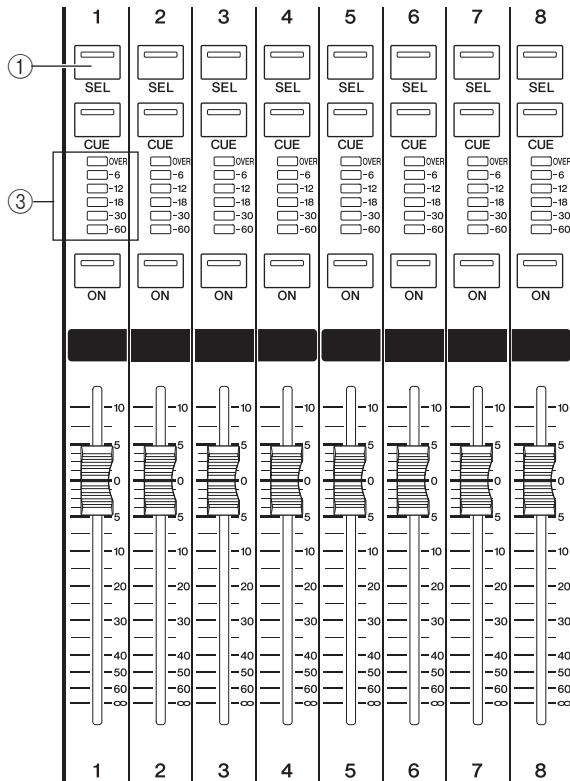 1 2 3 4 5 6 7 8
①
SEL SEL SEL SEL SEL SEL SEL SEL
CUE CUE CUE CUE CUE CUE CUE CUE
OVER OVER OVER OVER OVER OVER OVER OVER
-6 -6 -6 -6 -6 -6 -6 -6
-12 -12 -12 -12 -12 -12 -12 -12
③ -18 -18 -18 -18 -18 -18 -18 -18
-30 -30 -30 -30 -30 -30 -30 -30
-60 -60 -60 -60 -60 -60 -60 -60
ON ON ON ON ON ON ON ON
10 10 10 10 10 10 10 10
5 5 5 5 5 5 5 5
0 0 0 0 0 0 0 0
5 5 5 5 5 5 5 5
10 10 10 10 10 10 10 10
20 20 20 20 20 20 20 20
30 30 30 30 30 30 30 30
40 40 40 40 40 40 40 40
50 50 50 50 50 50 50 50
60 60 60 60 60 60 60 60
∞ ∞ ∞ ∞ ∞ ∞ ∞ ∞
1 2 3 4 5 6 7 8